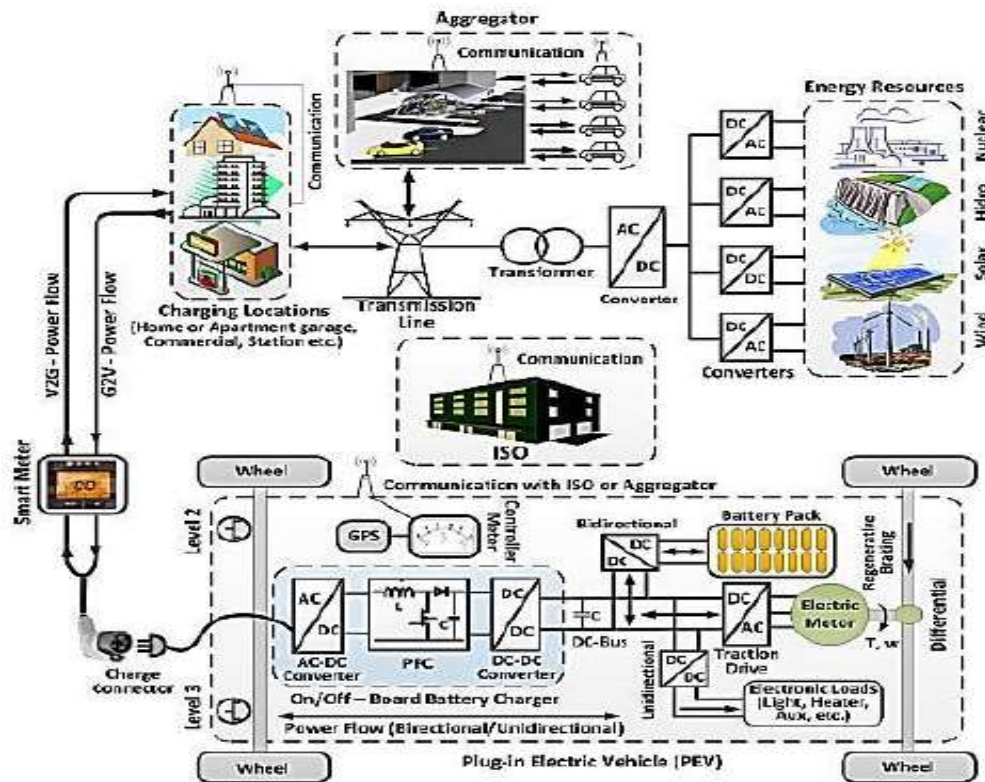 Aggregator
Communication
Communication
Energy Resources
DC
AC
Nuclear
DC
AC
Hidro
DC
DC
Solar
DC
AC
Wind
Converters
AC
DC
Converter
Transformer
Transmission
Line
Charging Locations
(Home or Apartment garage,
Commercial, Station etc.)
V2G - Power Flow
G2V - Power Flow
Smart Meter
Communication
ISO
Wheel
Wheel
Communication with ISO or Aggregator
Level 2
GPS
Controller
Meter
Bidirectional
DC
DC
Battery Pack
Regenerative
Brating
AC
DC
AC-DC
Converter
L
C
PFC
DC
DC
DC-DC
Converter
C
DC-Bus
DC
AC
Traction
Drive
Electric
Motor
T, w
Differential
Charge
Connector
Level 3
On/Off – Board Battery Charger
Unidirectional
DC
DC
Electronic Loads
(Light, Heater,
Aux, etc.)
Power Flow (Birectional/Unidirectional)
Wheel
Plug-in Electric Vehicle (PEV)
Wheel